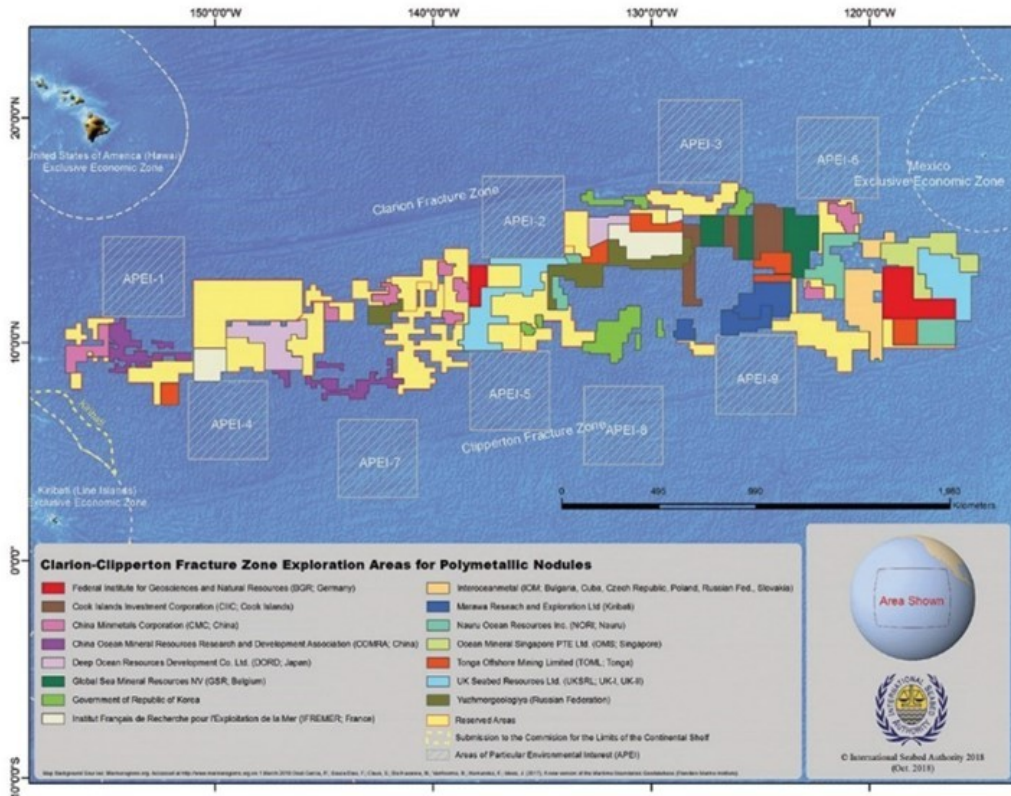 150°0'0"W 140°0'0"W 130°0'0"W 120°0'0"W
20°0'0"N
10°0'0"N
0°0'0"
10°0'0"S
United States of America (Hawaii)
Exclusive Economic Zone
Mexico
Exclusive Economic Zone
Clarion Fracture Zone
APEI-3
APEI-6
APEI-2
APEI-1
APEI-9
APEI-5
APEI-4
APEI-8
Clipperton Fracture Zone
APEI-7
Kiribati
Kiribati (Line Islands)
Exclusive Economic Zone
0 495 990
Kilometers
Clarion-Clipperton Fracture Zone Exploration Areas for Polymetallic Nodules
Federal Institute for Geosciences and Natural Resources (BGR; Germany)
Cook Islands Investment Corporation (CIIC; Cook Islands)
China Minmetals Corporation (CMC; China)
China Ocean Mineral Resources Research and Development Association (COMRA; China)
Deep Ocean Resources Development Co. Ltd. (DORD; Japan)
Global Sea Mineral Resources NV (GSR; Belgium)
Government of Republic of Korea
Institut Français de Recherche pour l'Exploitation de la Mer (IFREMER; France)
Interoceanmetal (IOM; Bulgaria, Cuba, Czech Republic, Poland, Russian Fed., Slovakia)
Marawa Reseach and Exploration Ltd (Kiribati)
Nauru Ocean Resources Inc. (NORI; Nauru)
Ocean Mineral Singapore PTE Ltd. (OMS; Singapore)
Tonga Offshore Mining Limited (TOML; Tonga)
UK Seabed Resources Ltd. (UKSRL; UK-I, UK-II)
Yuzhmorgeologiya (Russian Federation)
Reserved Areas
Submission to the Commision for the Limits of the Continental Shelf
Areas of Particular Environmental Interest (APEI)
Area Shown
INTERNATIONAL SEABED AUTHORITY
© International Seabed Authority 2018
(Oct. 2018)